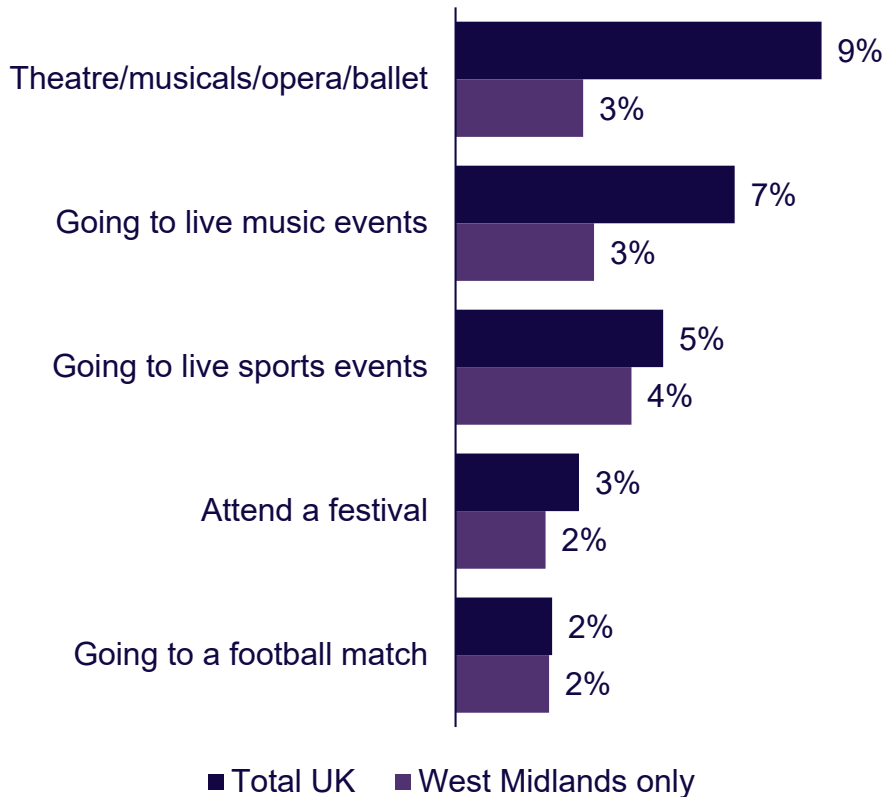 Theatre/musicals/opera/ballet
9%
3%
Going to live music events
7%
3%
Going to live sports events
5%
4%
Attend a festival
3%
2%
Going to a football match
2%
2%
Total UK
West Midlands only